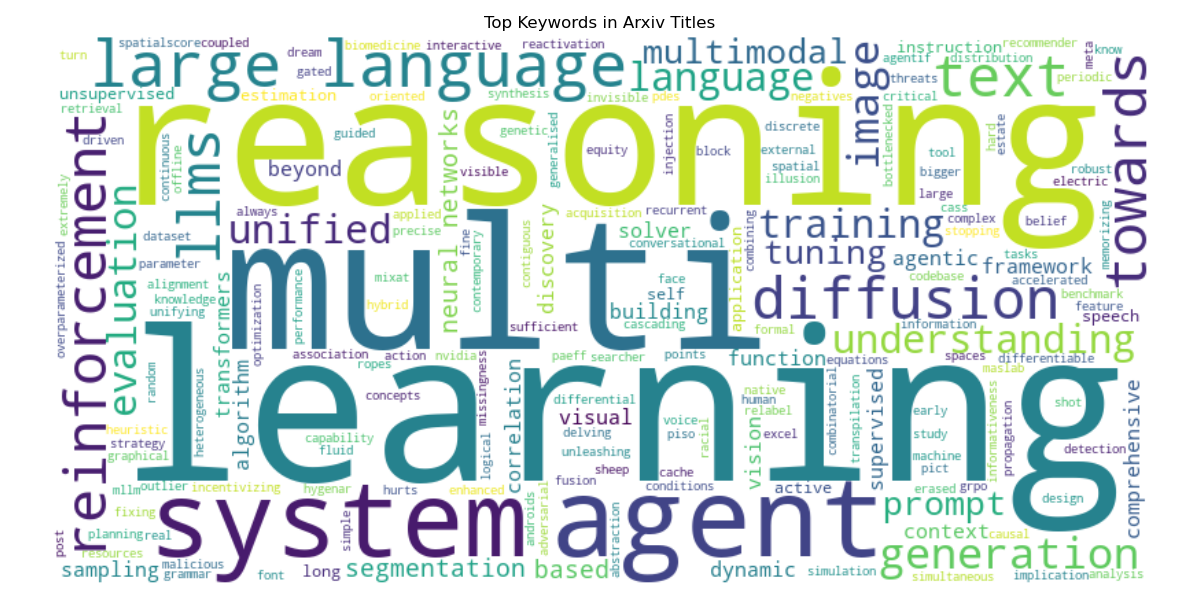 Top Keywords in Arxiv Titles
spatialscore coupled
dream
biomedicine interactive reactivation
multimodal
image
instruction recommender
meta
know
turn
large language
gated
language
agentif distribution
text
threats
periodic
towards
unsupervised
estimation oriented
synthesis invisible pdes
negatives
critical
retrieval
reasoning
driven
reinforcement
continuous
offline
llms
guided
beyond
neural networks
visible
genetic
generalised
equity
injection
block
discrete
external
spatial
illusion
bottlenecked
tool
bigger
large
hard
estate
robust
electric
extremely
evaluation
always
unified
applied
precise
fine
contemporary
contiguous
discovery
acquisition recurrent
solver
conversational
application
combining
training
cass
complex
stopping
belief
memorizing
dataset
parameter
alignment
knowledge
unifying
overparameterized
transformers
optimization
performance
multi
mixat
hybrid
sufficient
face
self
building
cascading
formal
tuning agentic
codebase
framework
tasks
accelerated
diffusion
benchmark
feature
speech
information
understanding
random
heterogeneous
algorithm
association action nvidia
ropes
concepts
missingness
logical
correlation
paeff searcher points
function equations
spaces differentiable
maslab
learning
differential
visual
delving
unleashing
sheep
voice
piso
racial
native
human
relabel
vision
excel
combinatorial
transpilation
supervised
early
study
machine
pict
informativeness
propagation
shot
detection
comprehensive
heuristic
strategy
graphical
capability
fluid
mllm outlier incentivizing
hygenar hurts
enhanced
fusion
cache
conditions
active
erased grpo
design
fixing
system
simple
androids
adversarial
abstraction
agent
prompt
context causal
post
planning real
resources
sampling
malicious
grammar
font
long segmentation based
dynamic simulation
generation
simultaneous implication analysis